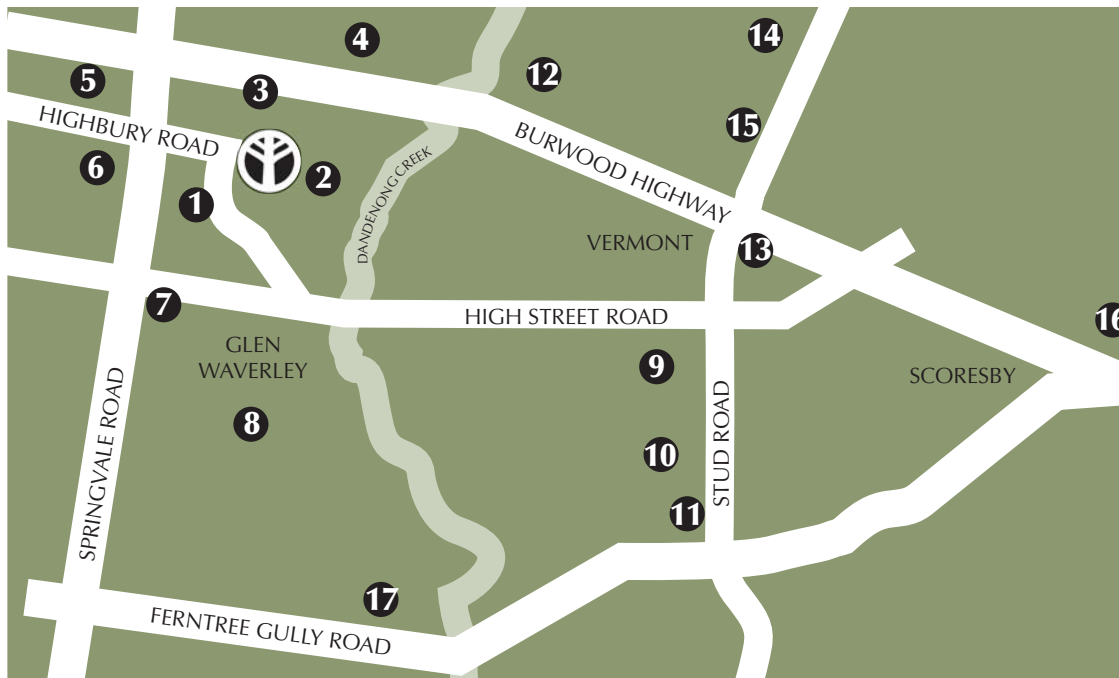 4
14
5
3
12
HIGHBURY ROAD
15
BURWOOD HIGHWAY
6
2
DANDENONG CREEK
1
VERMONT
13
7
HIGH STREET ROAD
16
GLEN
WAVERLEY
9
SCORESBY
SPRINGVALE ROAD
8
STUD ROAD
10
11
17
FERNTREE GULLY ROAD